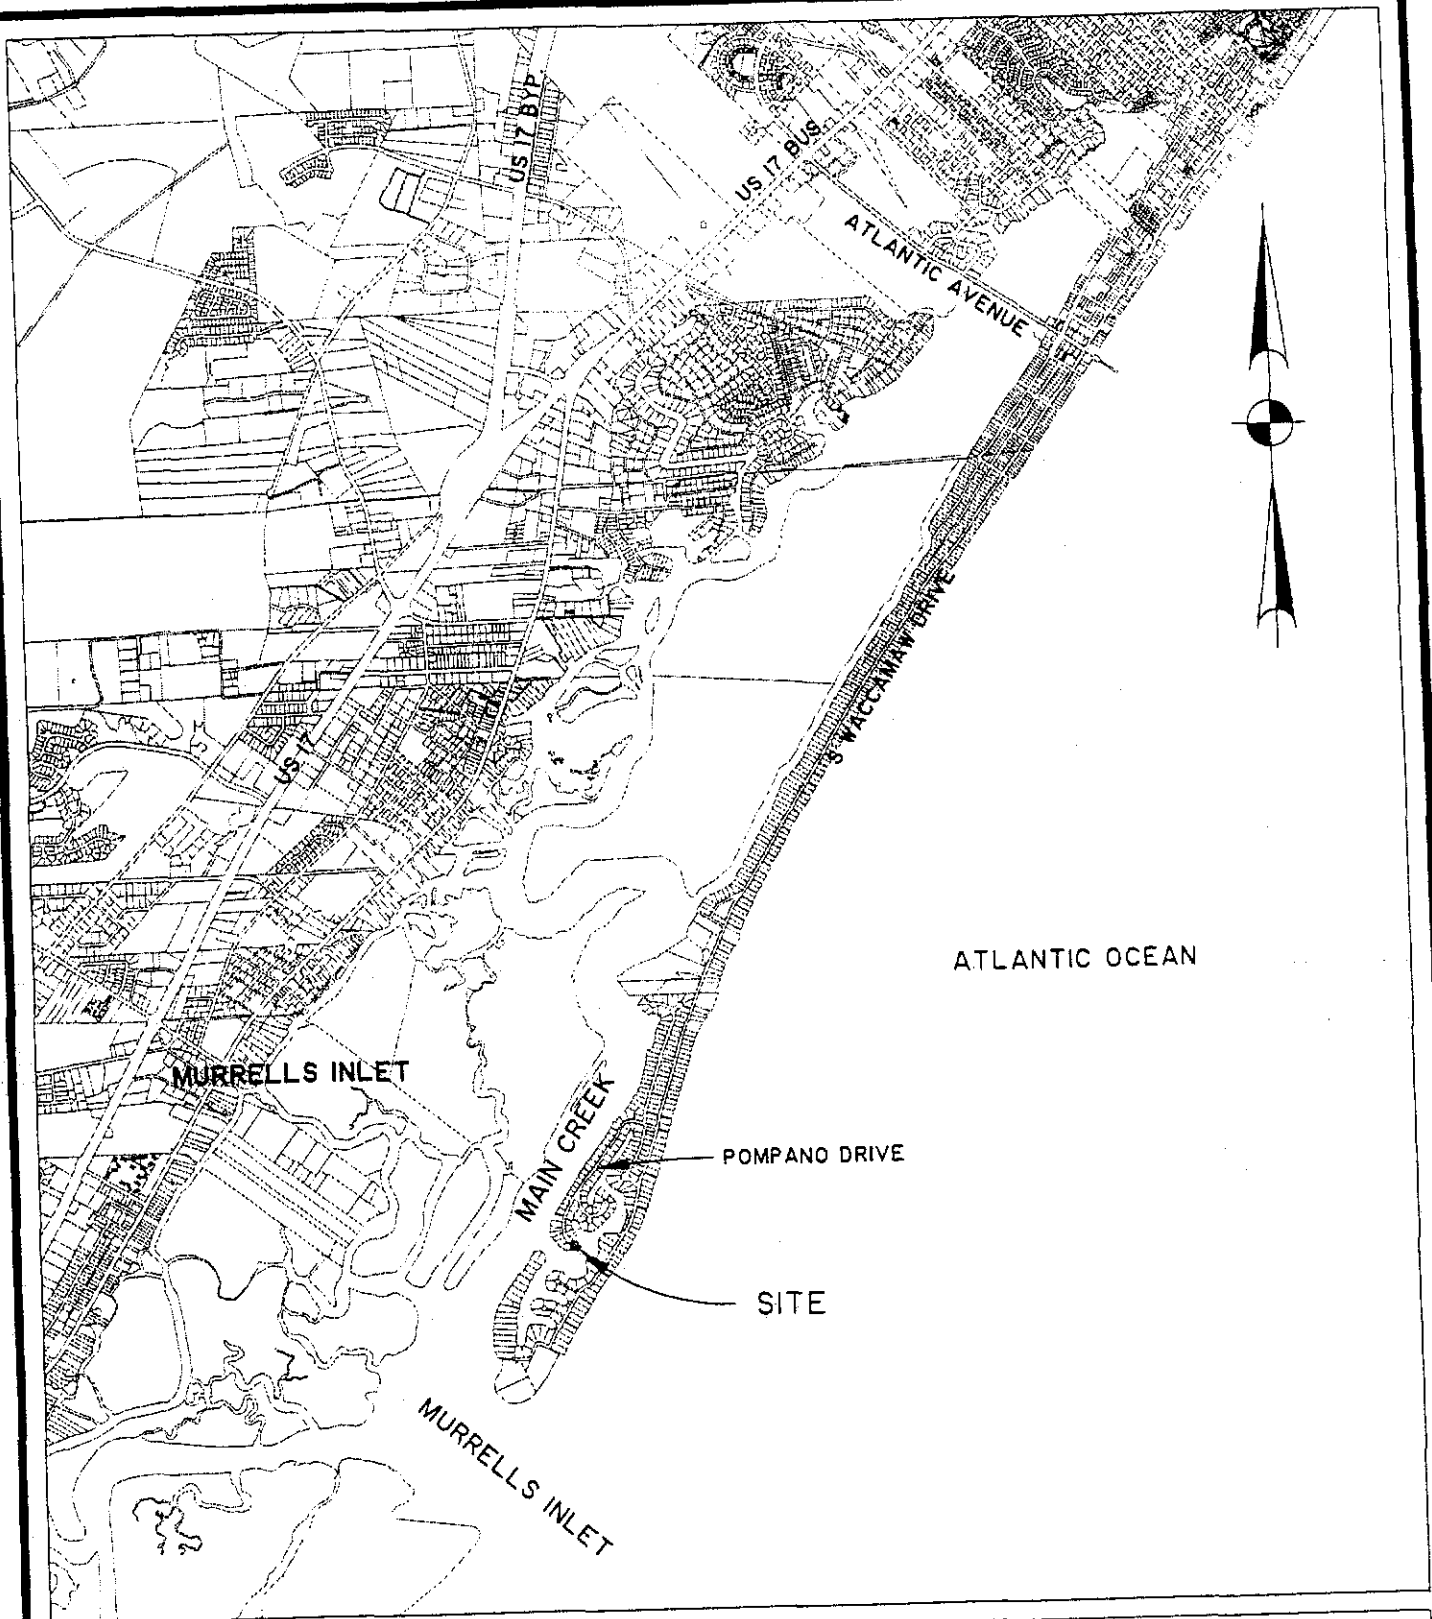 US 17 BYP
US 17 BUS
ATLANTIC AVENUE
S WACCAMAW DRIVE
US 17
ATLANTIC OCEAN
MURRELLS INLET
MAIN CREEK
POMPANO DRIVE
SITE
MURRELLS INLET